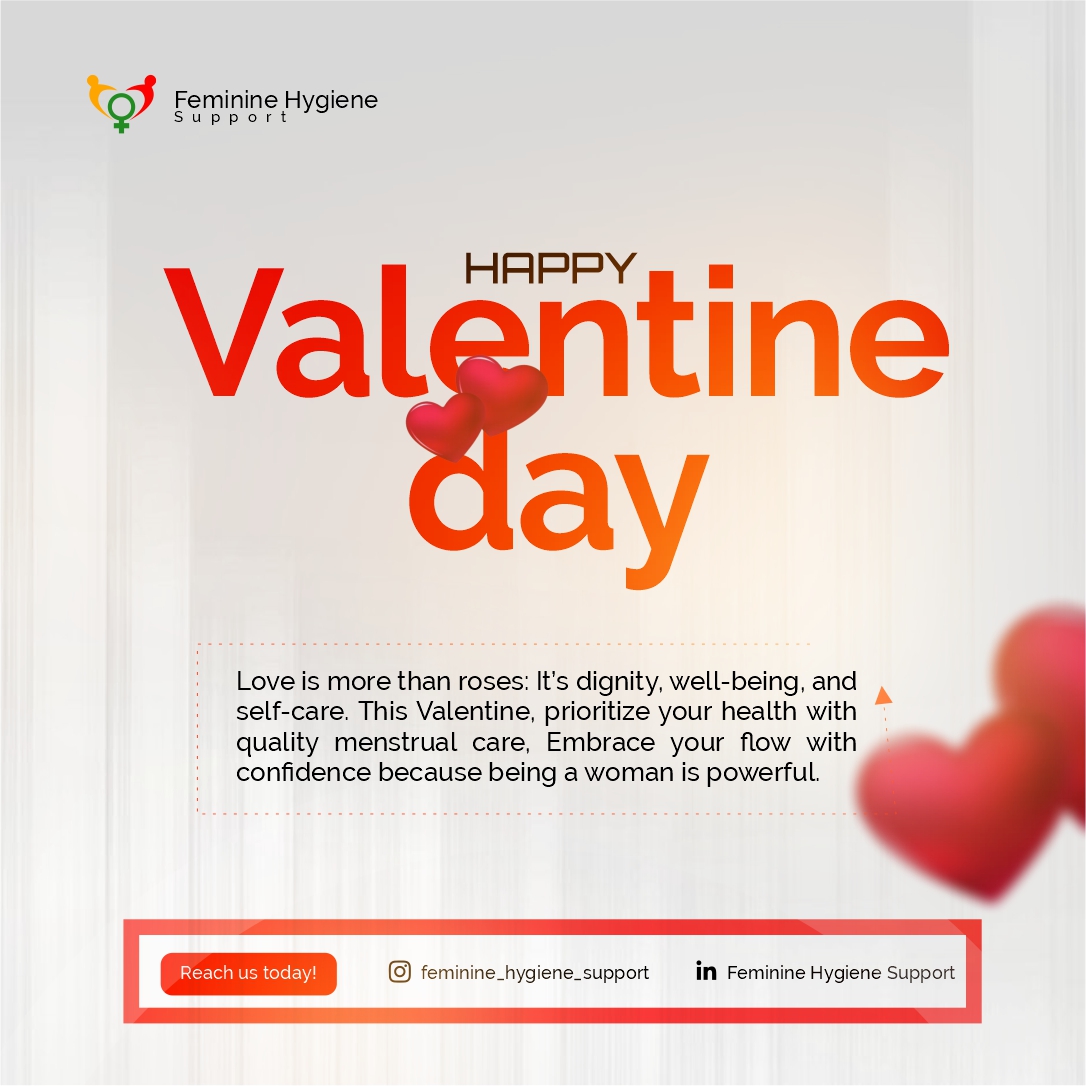 Feminine Hygiene
Support
HAPPY
Valentine
day
Love is more than roses: It’s dignity, well-being, and
self-care. This Valentine, prioritize your health with
quality menstrual care, Embrace your flow with
confidence because being a woman is powerful.
Reach us today!
feminine_hygiene_support
Feminine Hygiene Support